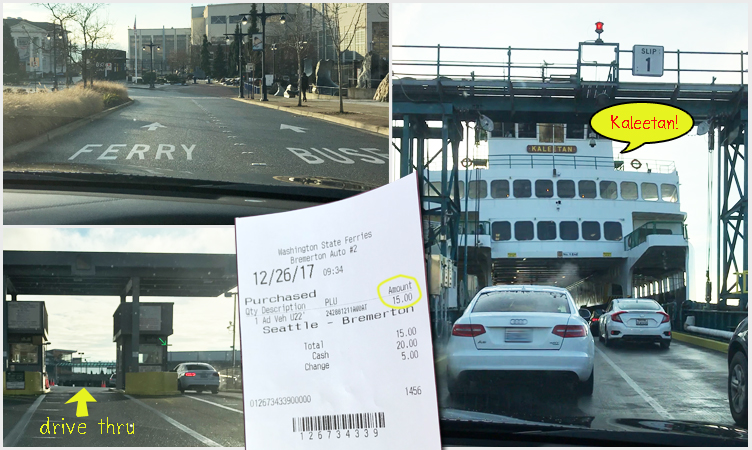 FERRY
BUSE
drive thru
SLIP
1
Kaleetan!
KALEETAN
Washington State Ferries
Bremerton Auto #2
12/26/17 09:34
Purchased
Amount
Qty Description PLU
15.00
1 Ad Veh U22'
Seattle - Bremerton
Total 15.00
Cash 20.00
Change 5.00
012673433900000 1456
126734339